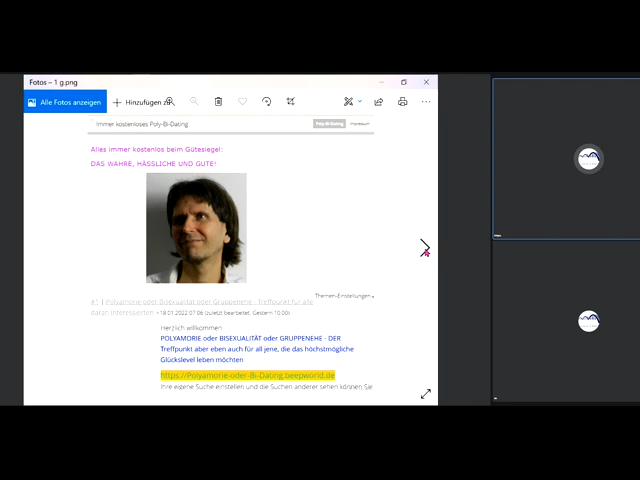 Fotos – 1 g.png
Alle Fotos anzeigen
Hinzufügen zu
Immer kostenloses Poly-Bi-Dating
Poly-Bi-Dating
Impressum
Alles immer kostenlos beim Gütesiegel:
DAS WAHRE, HÄSSLICHE UND GUTE!
Themen-Einstellungen
#1 | Polyamorie oder Bisexualität oder Gruppenehe - Treffpunkt für alle
daran Interessierten • 18.01.2022 07:06 (zuletzt bearbeitet: Gestern 10:00)
Herzlich willkommen
POLYAMORIE oder BISEXUALITÄT oder GRUPPENEHE - DER
Treffpunkt aber eben auch für all jene, die das höchstmögliche
Glückslevel leben möchten
https://Polyamorie-oder-Bi-Dating.beepworld.de
Ihre eigene Suche einstellen und die Suchen anderer sehen können Sie